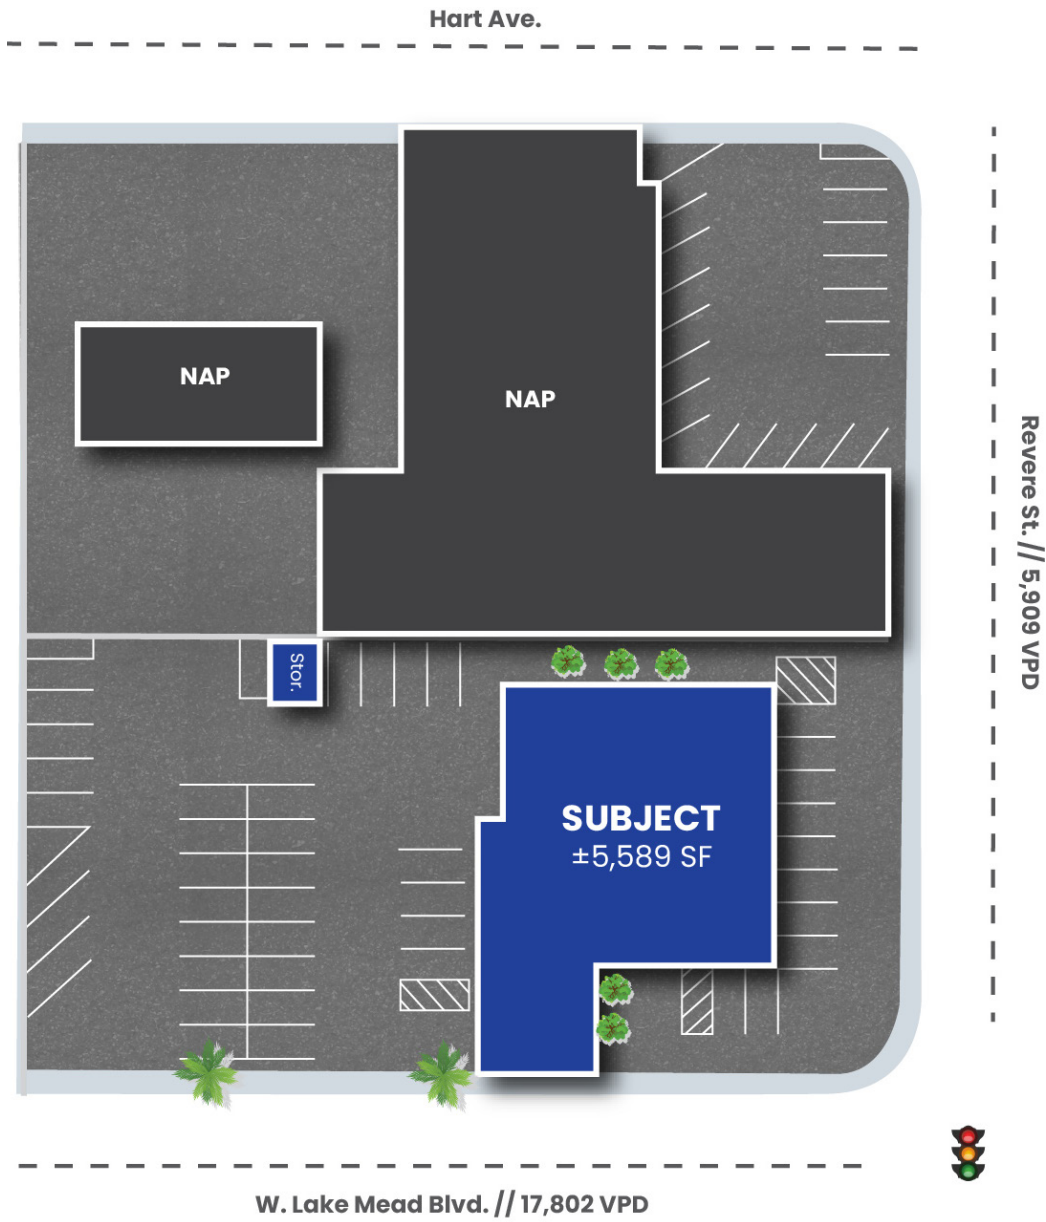 Hart Ave.
NAP
NAP
Revere St. // 5,909 VPD
Stor.
SUBJECT
±5,589 SF
W. Lake Mead Blvd. // 17,802 VPD